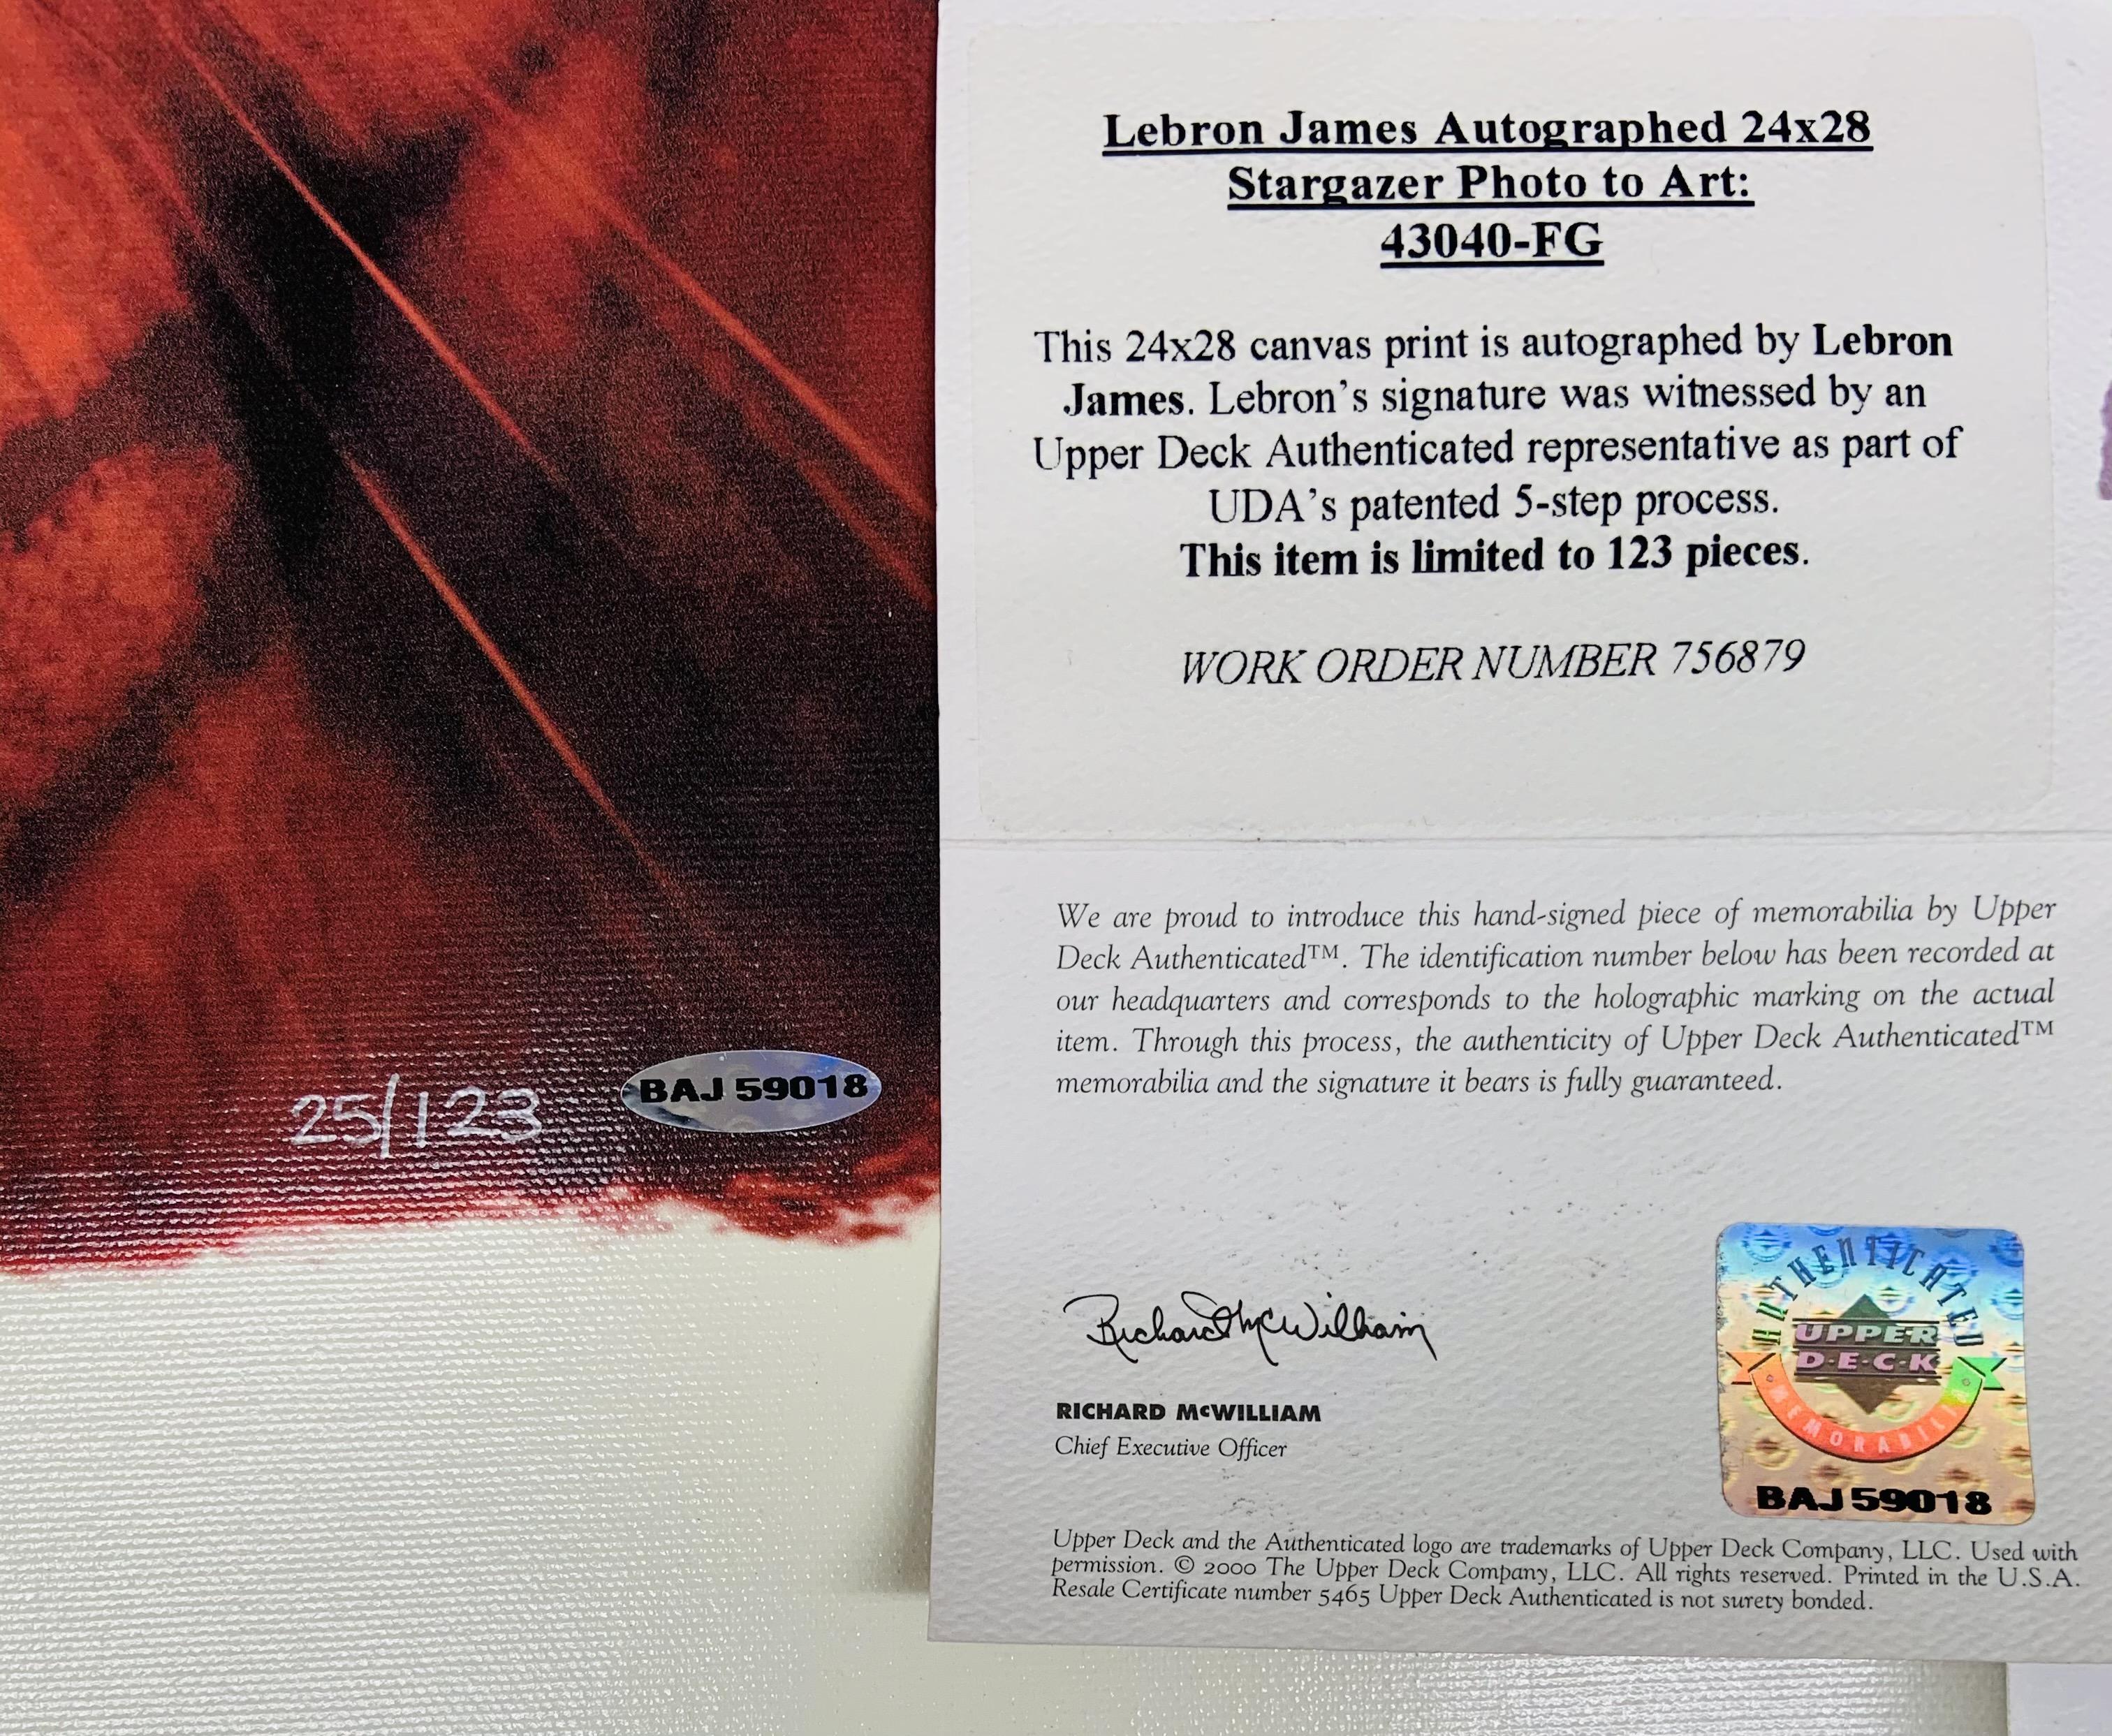 Lebron James Autographed 24x28
Stargazer Photo to Art:
43040-FG
This 24x28 canvas print is autographed by Lebron
James. Lebron's signature was witnessed by an
Upper Deck Authenticated representative as part of
UDA's patented 5-step process.
This item is limited to 123 pieces.
WORK ORDER NUMBER 756879
We are proud to introduce this hand-signed piece of memorabilia by Upper
Deck Authenticated™. The identification number below has been recorded at
our headquarters and corresponds to the holographic marking on the actual
item. Through this process, the authenticity of Upper Deck Authenticated™
memorabilia and the signature it bears is fully guaranteed.
25/123
BAJ 59018
Richard McWilliam
RICHARD McWILLIAM
Chief Executive Officer
AUTHENTICATED
UPPER
D·E·C·K
MEMORABILIA
BAJ59018
Upper Deck and the Authenticated logo are trademarks of Upper Deck Company, LLC. Used with
permission. © 2000 The Upper Deck Company, LLC. All rights reserved. Printed in the U.S.A.
Resale Certificate number 5465 Upper Deck Authenticated is not surety bonded.